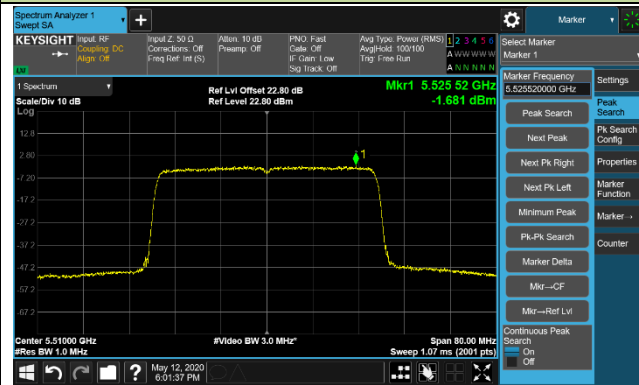 Spectrum Analyzer 1
Swept SA
Marker
KEYSIGHT
Input: RF
Coupling: DC
Align: Off
Input Z: 50 Ω
Corrections: Off
Freq Ref: Int (S)
Atten: 10 dB
Preamp: Off
PNO: Fast
Gate: Off
IF Gain: Low
Sig Track: Off
Avg Type: Power (RMS)
Avg|Hold: 100/100
Trig: Free Run
1 2 3 4 5 6
A W W W W W
A N N N N N
LNI
Select Marker
Marker 1
1 Spectrum
Scale/Div 10 dB
Log
Ref Lvl Offset 22.80 dB
Ref Level 22.80 dBm
Mkr1 5.525 52 GHz
-1.681 dBm
12.8
2.80
-7.20
-17.2
-27.2
-37.2
-47.2
-57.2
-67.2
1
Center 5.51000 GHz
#Res BW 1.0 MHz
#Video BW 3.0 MHz*
Span 80.00 MHz
Sweep 1.07 ms (2001 pts)
Marker Frequency
5.525520000 GHz
Peak Search
Next Peak
Next Pk Right
Next Pk Left
Minimum Peak
Pk-Pk Search
Marker Delta
Mkr→CF
Mkr→Ref Lvl
Continuous Peak
Search
On
Off
Settings
Peak
Search
Pk Search
Config
Properties
Marker
Function
Marker→
Counter
?
May 12, 2020
6:01:37 PM